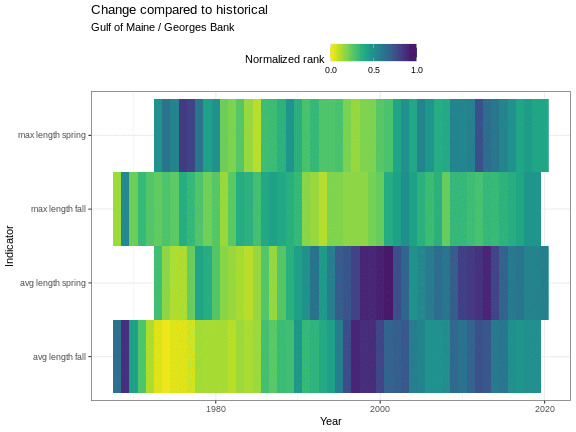 Change compared to historical
Gulf of Maine / Georges Bank
Normalized rank
0.0 0.5 1.0
max length spring
max length fall
avg length spring
avg length fall
Indicator
1980 2000 2020
Year